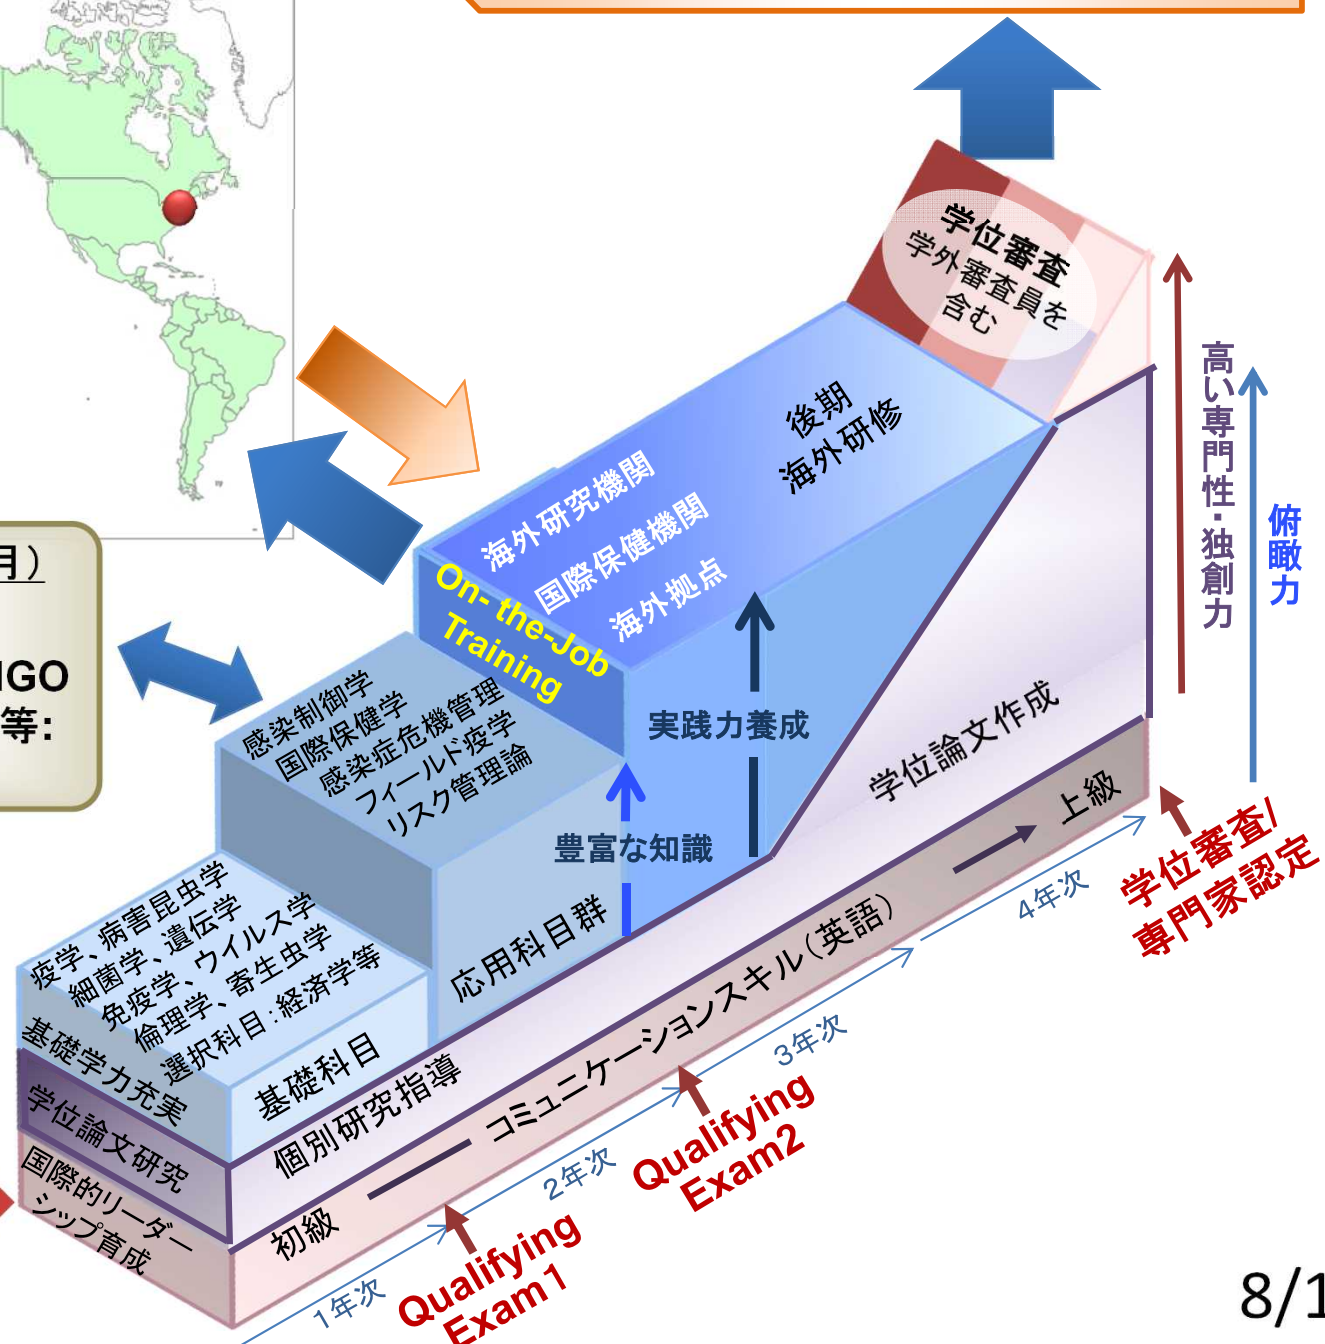 学位審査
学外審査員を
含む
高い専門性・独創力
俯瞰力
後期
海外研修
海外研究機関
国際保健機関
海外拠点
On- the-Job
Training
月）
NGO
等：
感染制御学
国際保健学
感染症危機管理
フィールド疫学
リスク管理論
実践力養成
豊富な知識
学位論文作成
上級
疫学、病害昆虫学
細菌学、遺伝学
免疫学、ウイルス学
倫理学、寄生虫学
選択科目：経済学等
応用科目群
基礎科目
基礎学力充実
学位論文研究
国際的リーダー
シップ育成
個別研究指導
コミュニケーションスキル（英語）
初級
1年次
2年次
3年次
4年次
Qualifying
Exam1
Qualifying
Exam2
学位審査/
専門家認定
8/1